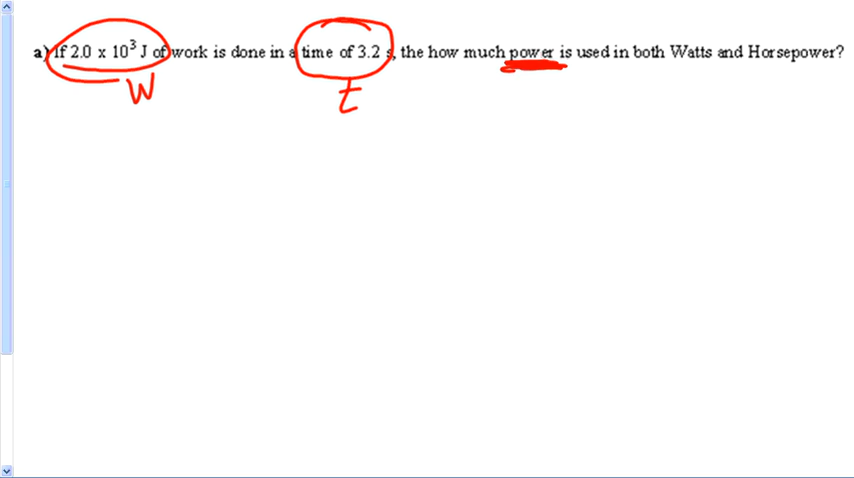 a) If 2.0 x 10³ J of work is done in a time of 3.2 s, the how much power is used in both Watts and Horsepower?
W t